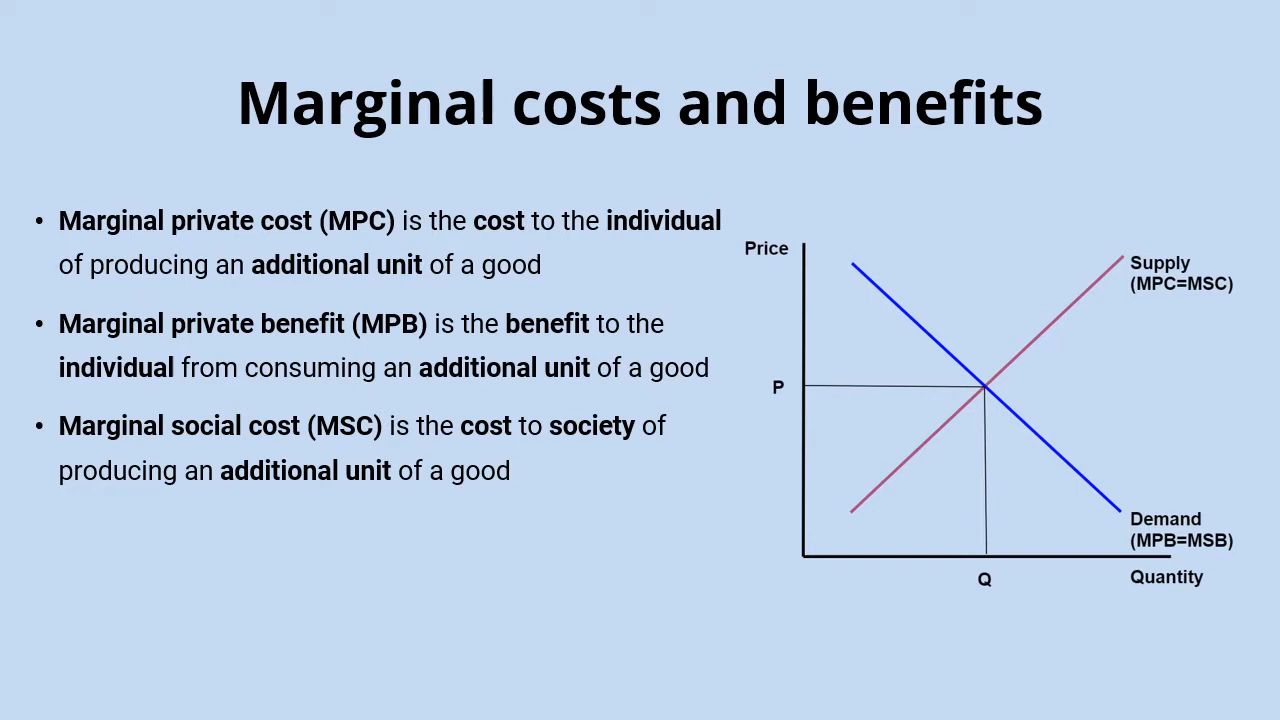 Marginal costs and benefits
• Marginal private cost (MPC) is the cost to the individual
of producing an additional unit of a good
• Marginal private benefit (MPB) is the benefit to the
individual from consuming an additional unit of a good
• Marginal social cost (MSC) is the cost to society of
producing an additional unit of a good
Price
Supply
(MPC=MSC)
P
Demand
(MPB=MSB)
Q
Quantity